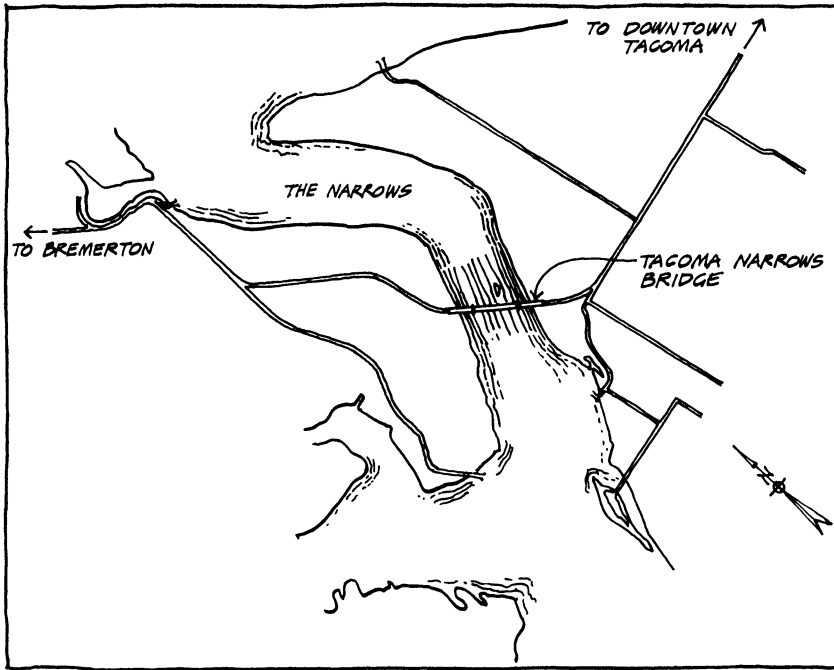 TO DOWNTOWN
TACOMA
THE NARROWS
TO BREMERTON
TACOMA NARROWS
BRIDGE
N